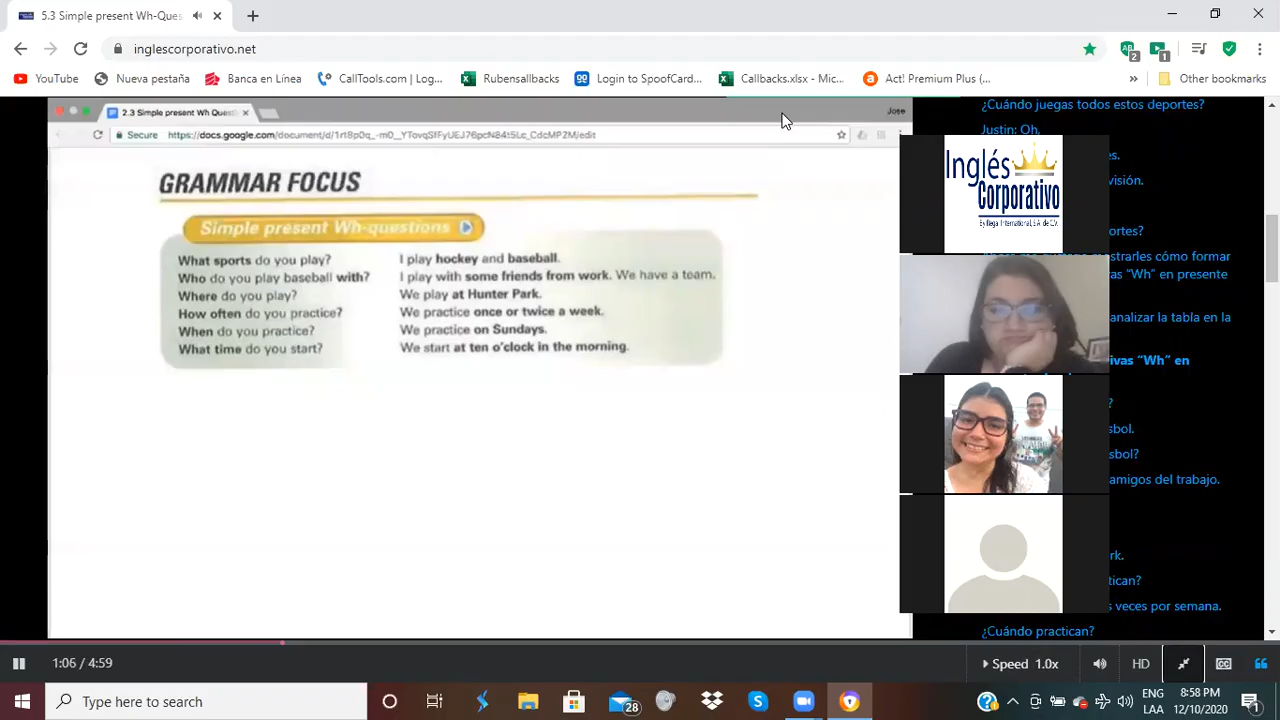 5.3 Simple present Wh-Ques
inglescorporativo.net
2
1
YouTube
Nueva pestaña
Banca en Línea
CallTools.com | Log...
Rubensallbacks
Login to SpoofCard...
Callbacks.xlsx - Mic...
Act! Premium Plus (...
»
Other bookmarks
2.3 Simple present Wh Quest
Jose
Secure
GRAMMAR FOCUS
Simple present Wh-questions
What sports do you play? I play hockey and baseball.
Who do you play baseball with? I play with some friends from work. We have a team.
Where do you play? We play at Hunter Park.
How often do you practice? We practice once or twice a week.
When do you practice? We practice on Sundays.
What time do you start? We start at ten o'clock in the morning.
¿Cuándo juegas todos estos deportes?
Justin: Oh,
es.
visión.
ortes?
mostrarles cómo formar
as "Wh" en presente
analizar la tabla en la
ivas "Wh" en
?
sbol.
isbol?
amigos del trabajo.
rk.
tican?
s veces por semana.
¿Cuándo practican?
Inglés
Corporativo
1:06 / 4:59
Speed 1.0x
HD
CC
Type here to search
28
ENG
LAA
8:58 PM
12/10/2020
1